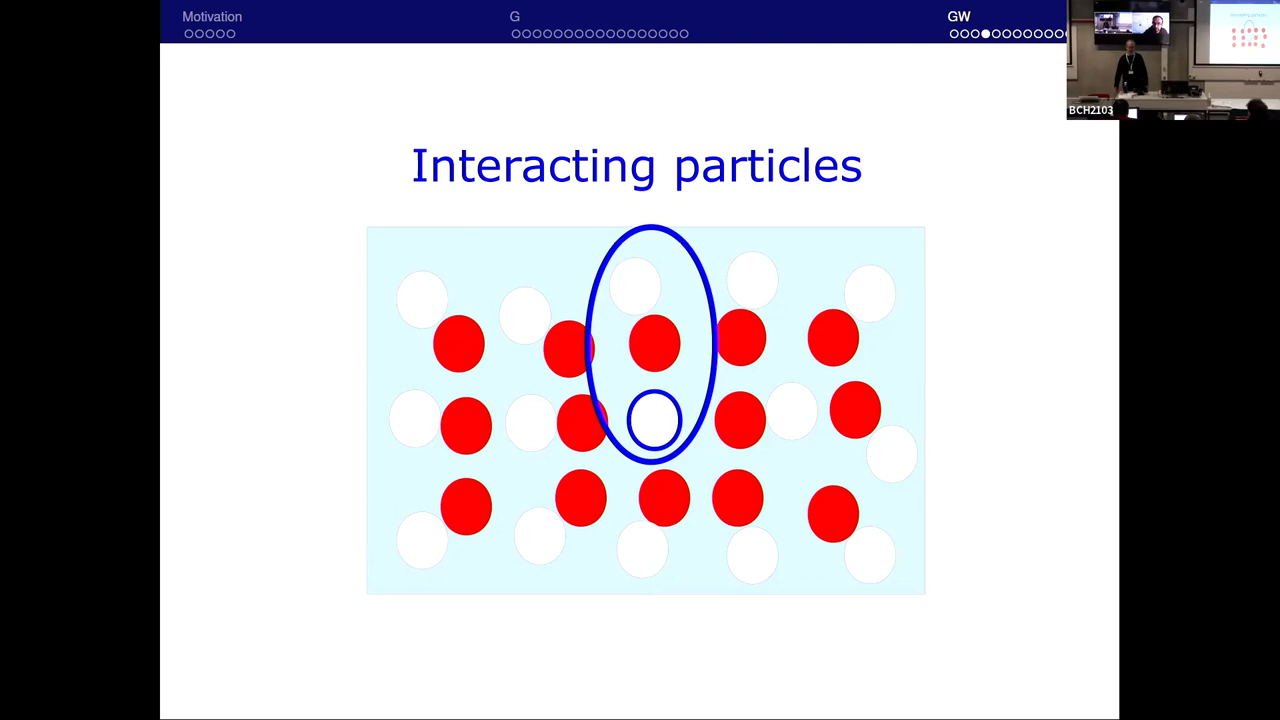 Motivation
G
GW
BCH2103
Interacting particles